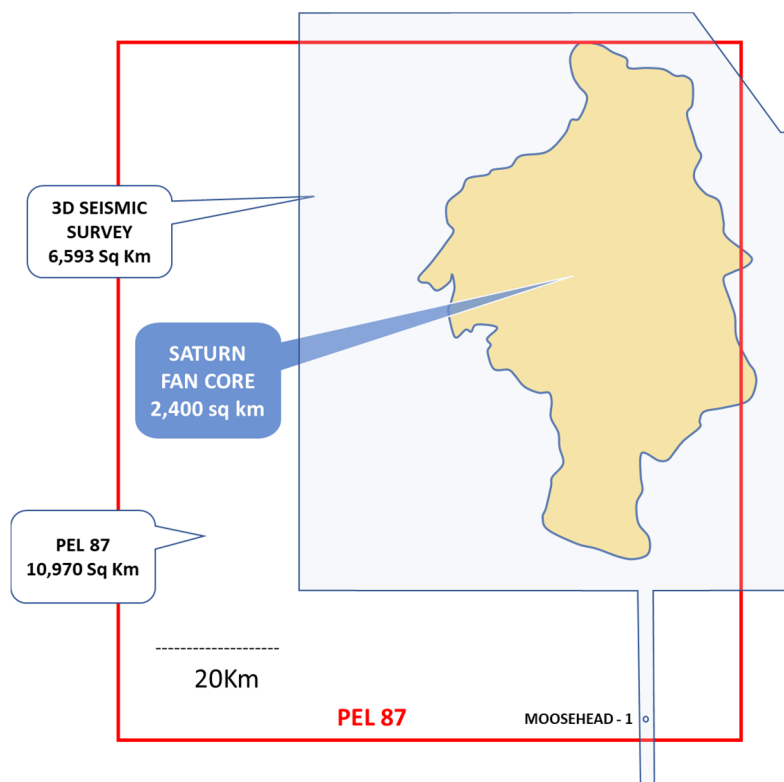 3D SEISMIC
SURVEY
6,593 Sq Km
SATURN
FAN CORE
2,400 sq km
PEL 87
10,970 Sq Km
20Km
PEL 87
MOOSEHEAD - 1